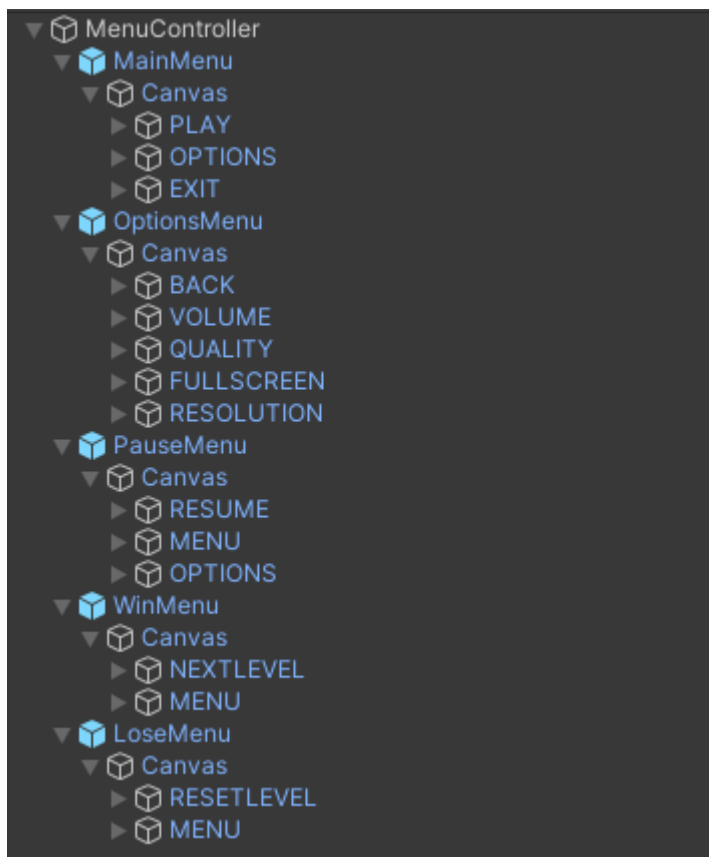 MenuController
MainMenu
Canvas
PLAY
OPTIONS
EXIT
OptionsMenu
Canvas
BACK
VOLUME
QUALITY
FULLSCREEN
RESOLUTION
PauseMenu
Canvas
RESUME
MENU
OPTIONS
WinMenu
Canvas
NEXTLEVEL
MENU
LoseMenu
Canvas
RESETLEVEL
MENU